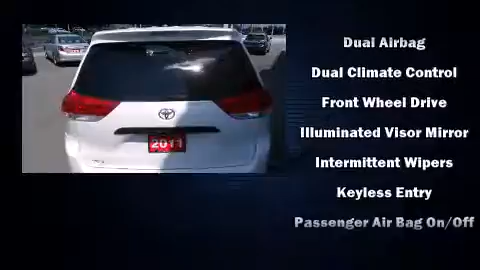 Dual Airbag
Dual Climate Control
Front Wheel Drive
Illuminated Visor Mirror
Intermittent Wipers
Keyless Entry
Passenger Air Bag On/Off
2011